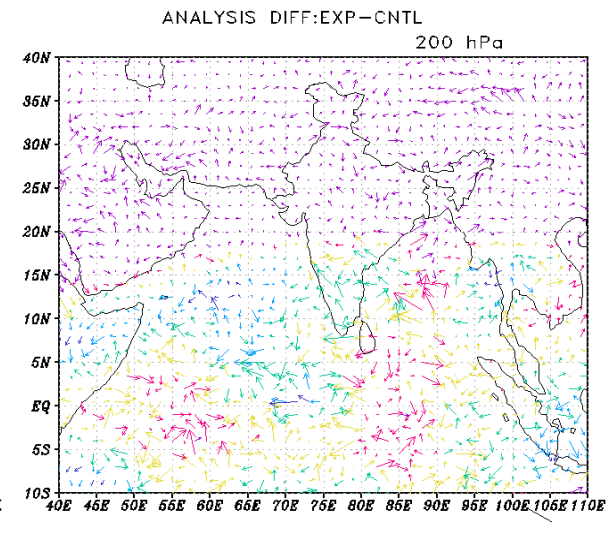 ANALYSIS DIFF:EXP-CNTL
200 hPa
40N
35N
30N
25N
20N
15N
10N
5N
EQ
5S
10S
40E 45E 50E 55E 60E 65E 70E 75E 80E 85E 90E 95E 100E 105E 110E